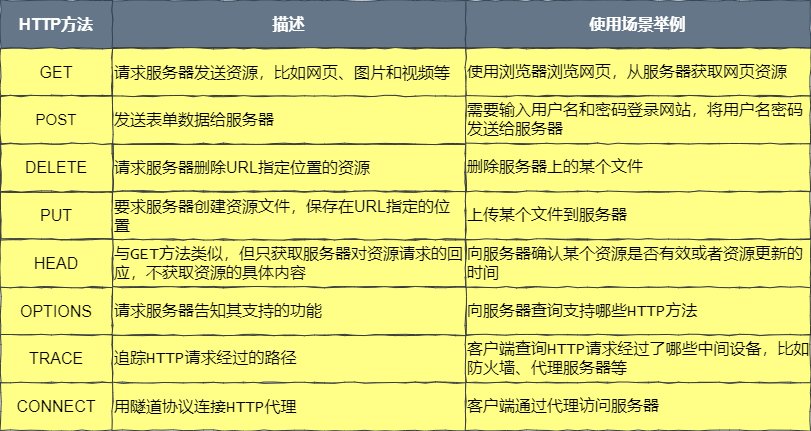 HTTP方法 描述 使用场景举例
GET 请求服务器发送资源，比如网页、图片和视频等 使用浏览器浏览网页，从服务器获取网页资源
POST 发送表单数据给服务器 需要输入用户名和密码登录网站，将用户名密码
发送给服务器
DELETE 请求服务器删除URL指定位置的资源 删除服务器上的某个文件
PUT 要求服务器创建资源文件，保存在URL指定的位
置 上传某个文件到服务器
HEAD 与GET方法类似，但只获取服务器对资源请求的回
应，不获取资源的具体内容 向服务器确认某个资源是否有效或者资源更新的
时间
OPTIONS 请求服务器告知其支持的功能 向服务器查询支持哪些HTTP方法
TRACE 追踪HTTP请求经过的路径 客户端查询HTTP请求经过了哪些中间设备，比如
防火墙、代理服务器等
CONNECT 用隧道协议连接HTTP代理 客户端通过代理访问服务器